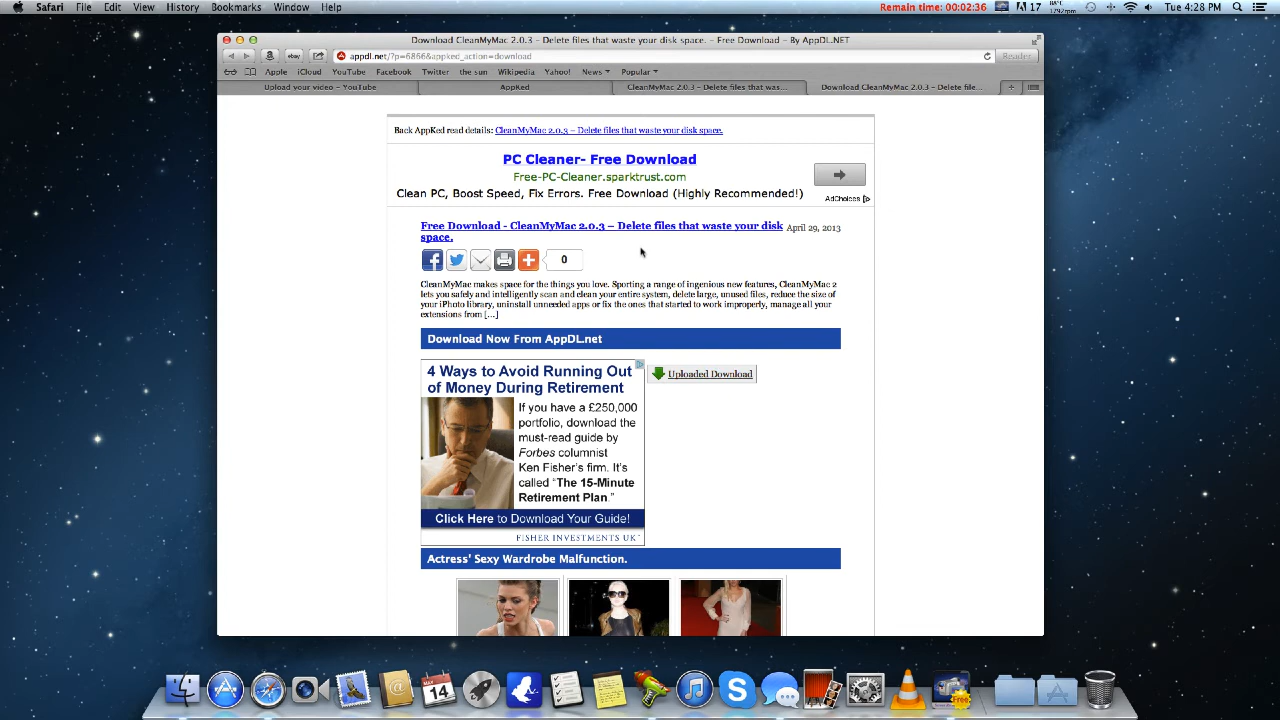 Safari File Edit View History Bookmarks Window Help Remain time: 00:02:36 17 88°C 1792rpm Tue 4:28 PM
Download CleanMyMac 2.0.3 – Delete files that waste your disk space. – Free Download – By AppDL.NET
ebay appdl.net/?p=6866&appked_action=download Reader
Apple iCloud YouTube Facebook Twitter the sun Wikipedia Yahoo! News Popular
Upload your video – YouTube AppKed CleanMyMac 2.0.3 – Delete files that was... Download CleanMyMac 2.0.3 – Delete file...
Back AppKed read details: CleanMyMac 2.0.3 – Delete files that waste your disk space.
PC Cleaner- Free Download
Free-PC-Cleaner.sparktrust.com
Clean PC, Boost Speed, Fix Errors. Free Download (Highly Recommended!)
AdChoices
Free Download - CleanMyMac 2.0.3 – Delete files that waste your disk space. April 29, 2013
0
CleanMyMac makes space for the things you love. Sporting a range of ingenious new features, CleanMyMac 2
lets you safely and intelligently scan and clean your entire system, delete large, unused files, reduce the size of
your iPhoto library, uninstall unneeded apps or fix the ones that started to work improperly, manage all your
extensions from [...]
Download Now From AppDL.net
4 Ways to Avoid Running Out
of Money During Retirement
If you have a £250,000
portfolio, download the
must-read guide by
Forbes columnist
Ken Fisher's firm. It's
called “The 15-Minute
Retirement Plan.”
Click Here to Download Your Guide!
FISHER INVESTMENTS UK™
Uploaded Download
Actress' Sexy Wardrobe Malfunction.
MAY
14